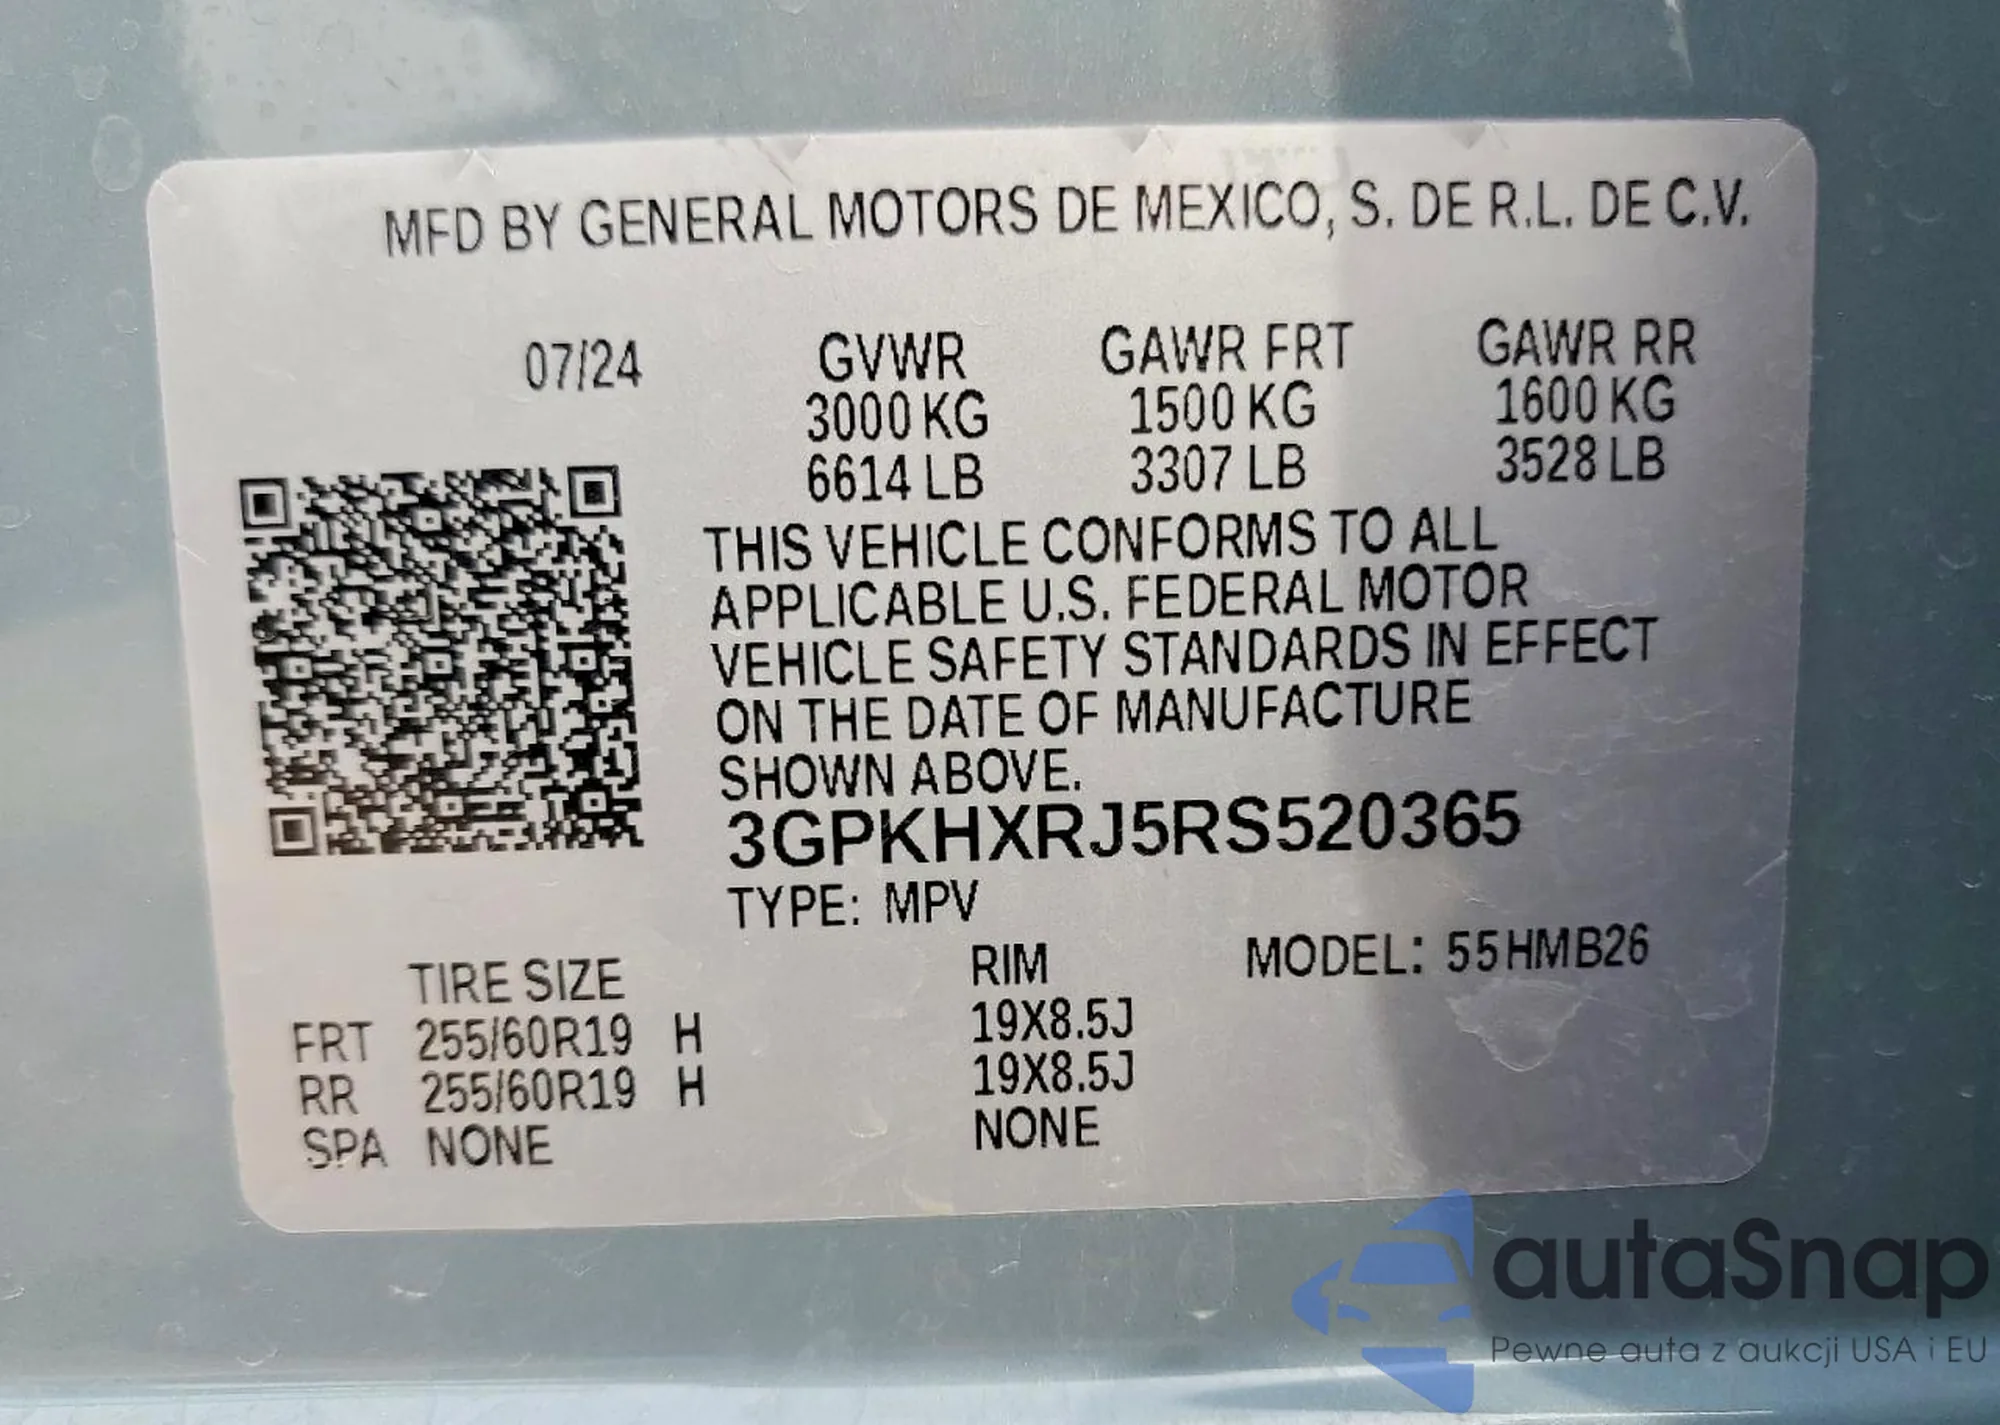 MFD BY GENERAL MOTORS DE MEXICO, S. DE R.L. DE C.V.
07/24 GVWR GAWR FRT GAWR RR
3000 KG 1500 KG 1600 KG
6614 LB 3307 LB 3528 LB
THIS VEHICLE CONFORMS TO ALL
APPLICABLE U.S. FEDERAL MOTOR
VEHICLE SAFETY STANDARDS IN EFFECT
ON THE DATE OF MANUFACTURE
SHOWN ABOVE.
3GPKHXRJ5RS520365
TYPE: MPV
TIRE SIZE RIM MODEL: 55HMB26
FRT 255/60R19 H 19X8.5J
RR 255/60R19 H 19X8.5J
SPA NONE NONE
autaSnap
Pewne auta z aukcji USA i EU